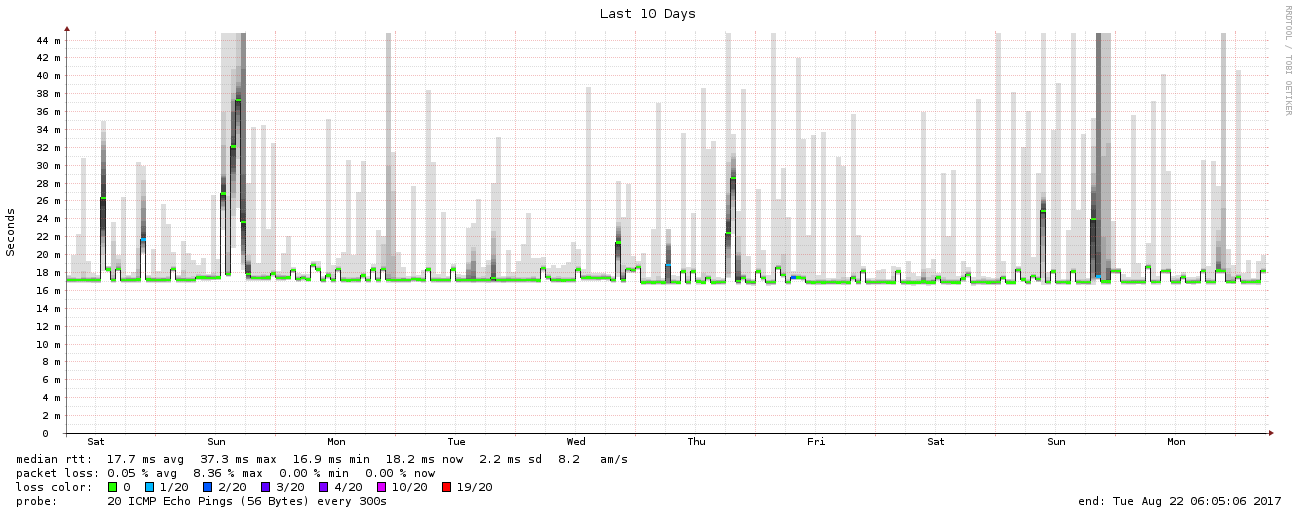 Last 10 Days
RRDTOOL / TOBI OETIKER
Seconds
44 m
42 m
40 m
38 m
36 m
34 m
32 m
30 m
28 m
26 m
24 m
22 m
20 m
18 m
16 m
14 m
12 m
10 m
8 m
6 m
4 m
2 m
0
Sat Sun Mon Tue Wed Thu Fri Sat Sun Mon
median rtt: 17.7 ms avg 37.3 ms max 16.9 ms min 18.2 ms now 2.2 ms sd 8.2 am/s
packet loss: 0.05 % avg 8.36 % max 0.00 % min 0.00 % now
loss color: 0 1/20 2/20 3/20 4/20 10/20 19/20
probe: 20 ICMP Echo Pings (56 Bytes) every 300s end: Tue Aug 22 06:05:06 2017